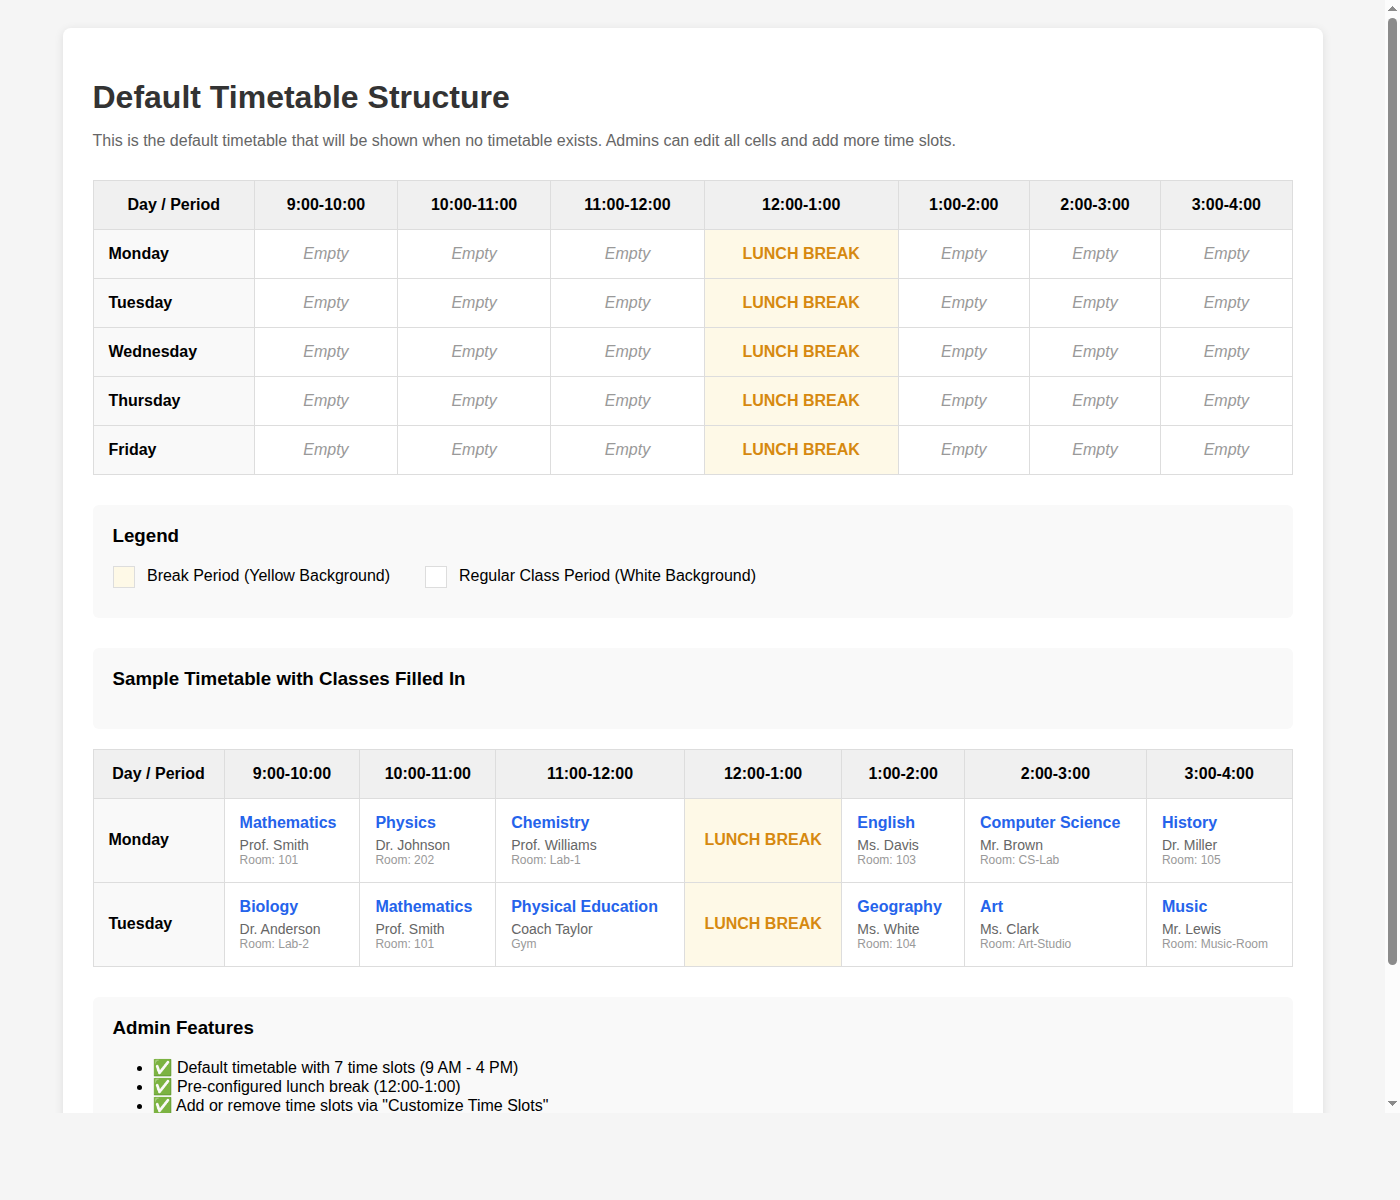 Default Timetable Structure
This is the default timetable that will be shown when no timetable exists. Admins can edit all cells and add more time slots.
Day / Period 9:00-10:00 10:00-11:00 11:00-12:00 12:00-1:00 1:00-2:00 2:00-3:00 3:00-4:00
Monday Empty Empty Empty LUNCH BREAK Empty Empty Empty
Tuesday Empty Empty Empty LUNCH BREAK Empty Empty Empty
Wednesday Empty Empty Empty LUNCH BREAK Empty Empty Empty
Thursday Empty Empty Empty LUNCH BREAK Empty Empty Empty
Friday Empty Empty Empty LUNCH BREAK Empty Empty Empty
Legend
Break Period (Yellow Background) Regular Class Period (White Background)
Sample Timetable with Classes Filled In
Day / Period 9:00-10:00 10:00-11:00 11:00-12:00 12:00-1:00 1:00-2:00 2:00-3:00 3:00-4:00
Mathematics Physics Chemistry English Computer Science History
Monday LUNCH BREAK
Prof. Smith Dr. Johnson Prof. Williams Ms. Davis Mr. Brown Dr. Miller
Room: 101 Room: 202 Room: Lab-1 Room: 103 Room: CS-Lab Room: 105
Biology Mathematics Physical Education Geography Art Music
Tuesday LUNCH BREAK
Dr. Anderson Prof. Smith Coach Taylor Ms. White Ms. Clark Mr. Lewis
Room: Lab-2 Room: 101 Gym Room: 104 Room: Art-Studio Room: Music-Room
Admin Features
• ✅ Default timetable with 7 time slots (9 AM - 4 PM)
• ✅ Pre-configured lunch break (12:00-1:00)
• ✅ Add or remove time slots via "Customize Time Slots"